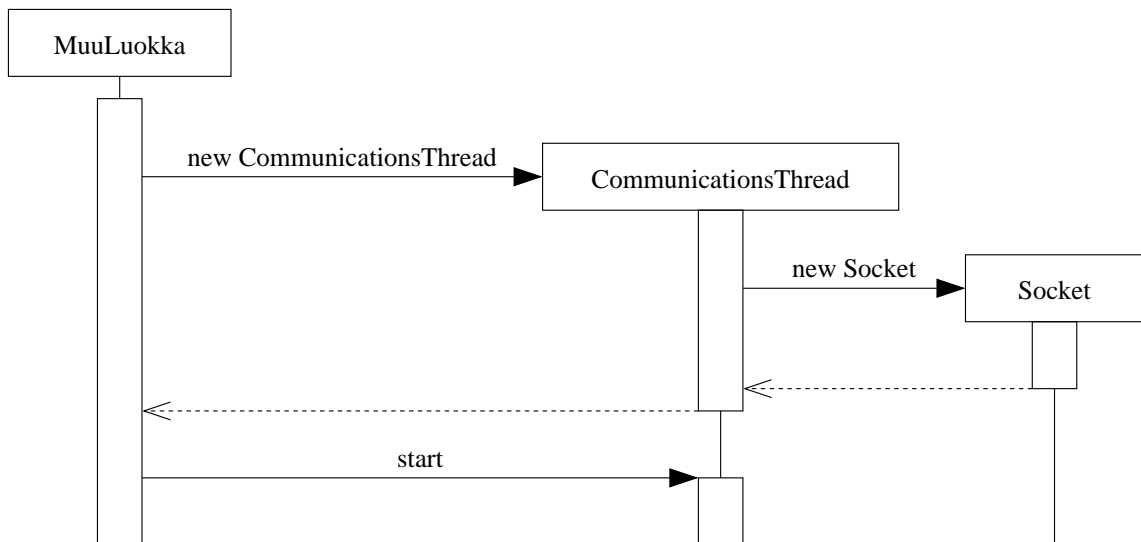 MuuLuokka
new CommunicationsThread
CommunicationsThread
new Socket
Socket
start